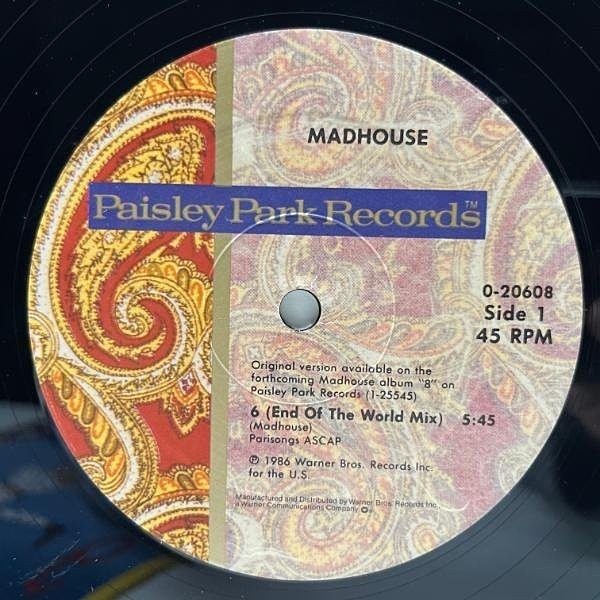 MADHOUSE
Paisley Park Records™
0-20608
Side 1
45 RPM
Original version available on the
forthcoming Madhouse album "8" on
Paisley Park Records (1-25545)
6 (End Of The World Mix) 5:45
(Madhouse)
Parisongs ASCAP
℗ 1986 Warner Bros. Records Inc.
for the U.S.
Manufactured and Distributed by Warner Bros. Records Inc.,
a Warner Communications Company